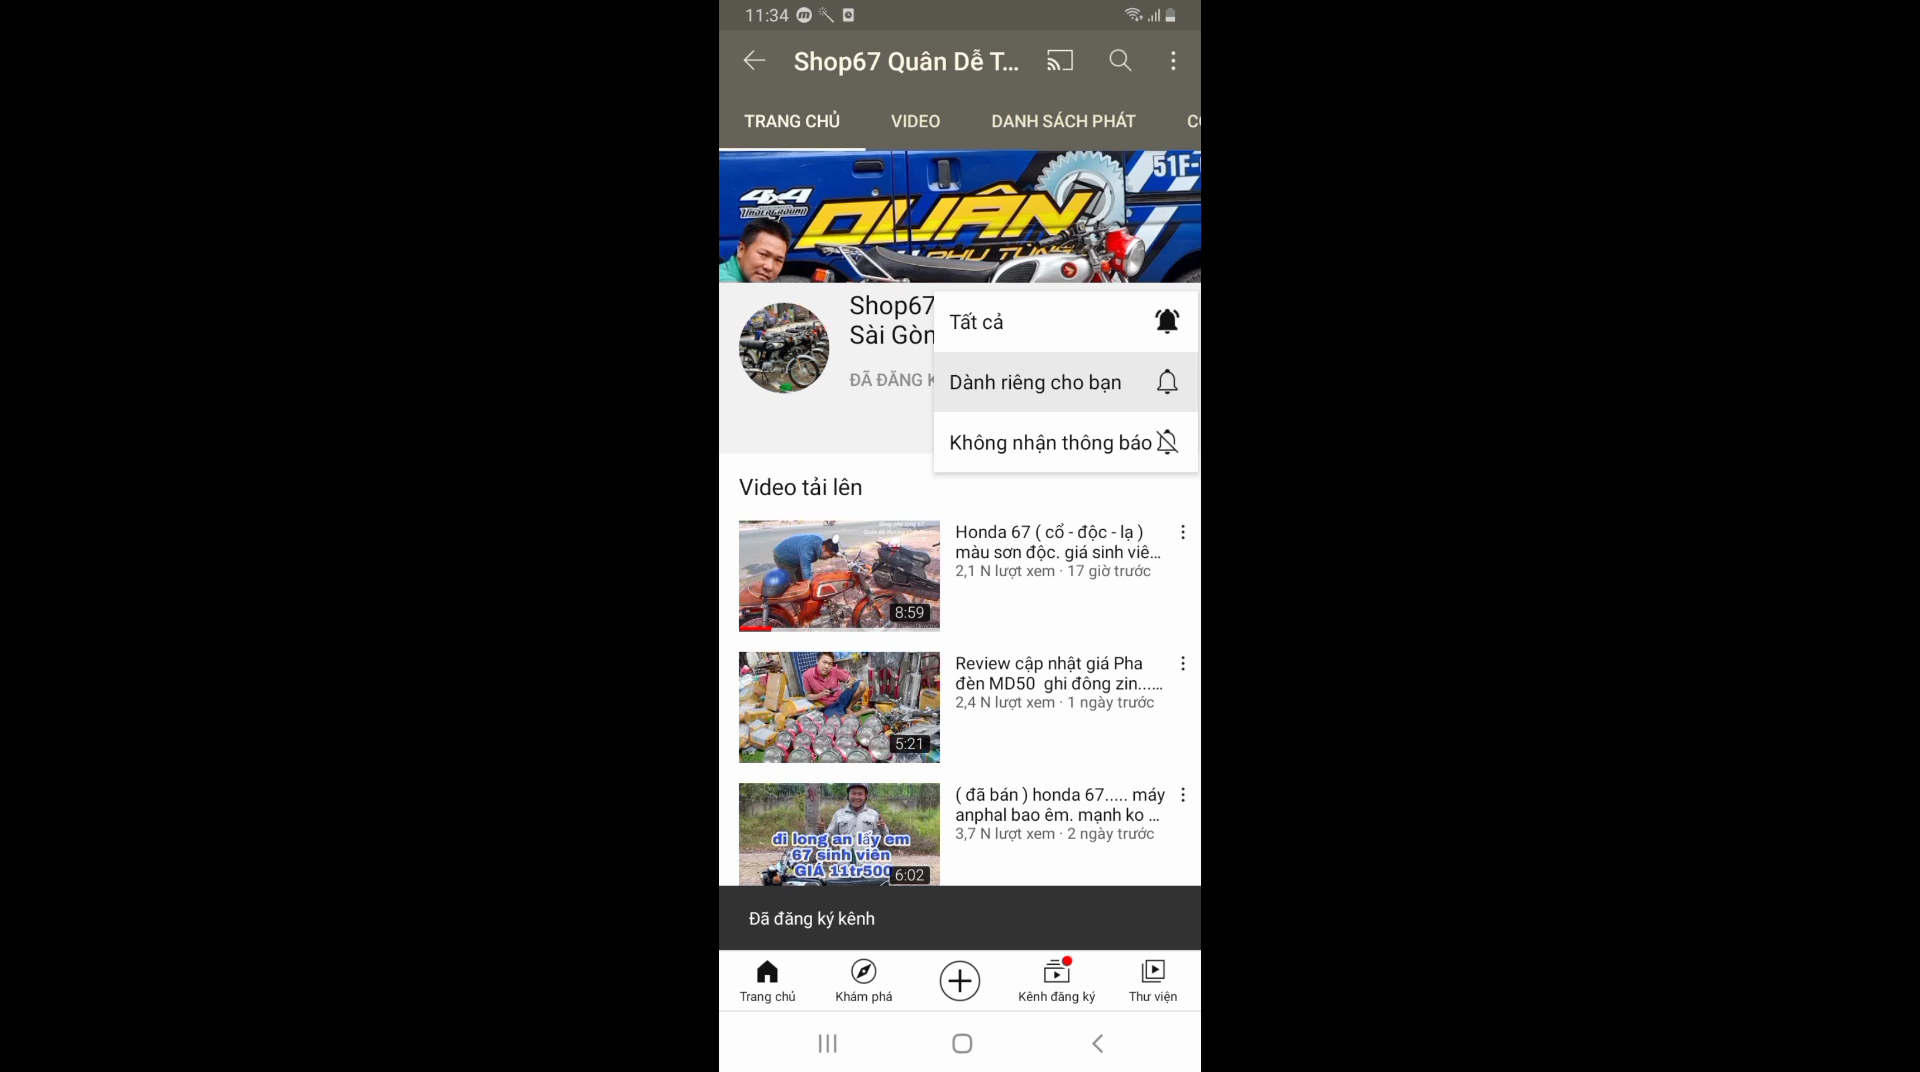 11:34
Shop67 Quân Dễ T...
TRANG CHỦ
VIDEO
DANH SÁCH PHÁT
51F-
4x4
UNDERGROUND
QUÂN
PHỤ TÙNG
Shop67
Sài Gòn
ĐÃ ĐĂNG K
Tất cả
Dành riêng cho bạn
Không nhận thông báo
Video tải lên
Honda 67 ( cổ - độc - lạ )
màu sơn độc. giá sinh viê...
2,1 N lượt xem · 17 giờ trước
8:59
Review cập nhật giá Pha
đèn MD50 ghi đông zin......
2,4 N lượt xem · 1 ngày trước
5:21
( đã bán ) honda 67..... máy
anphal bao êm. mạnh ko ...
3,7 N lượt xem · 2 ngày trước
đi long an lấy em
67 sinh viên
GIÁ 11tr500
6:02
Đã đăng ký kênh
Trang chủ
Khám phá
Kênh đăng ký
Thư viện